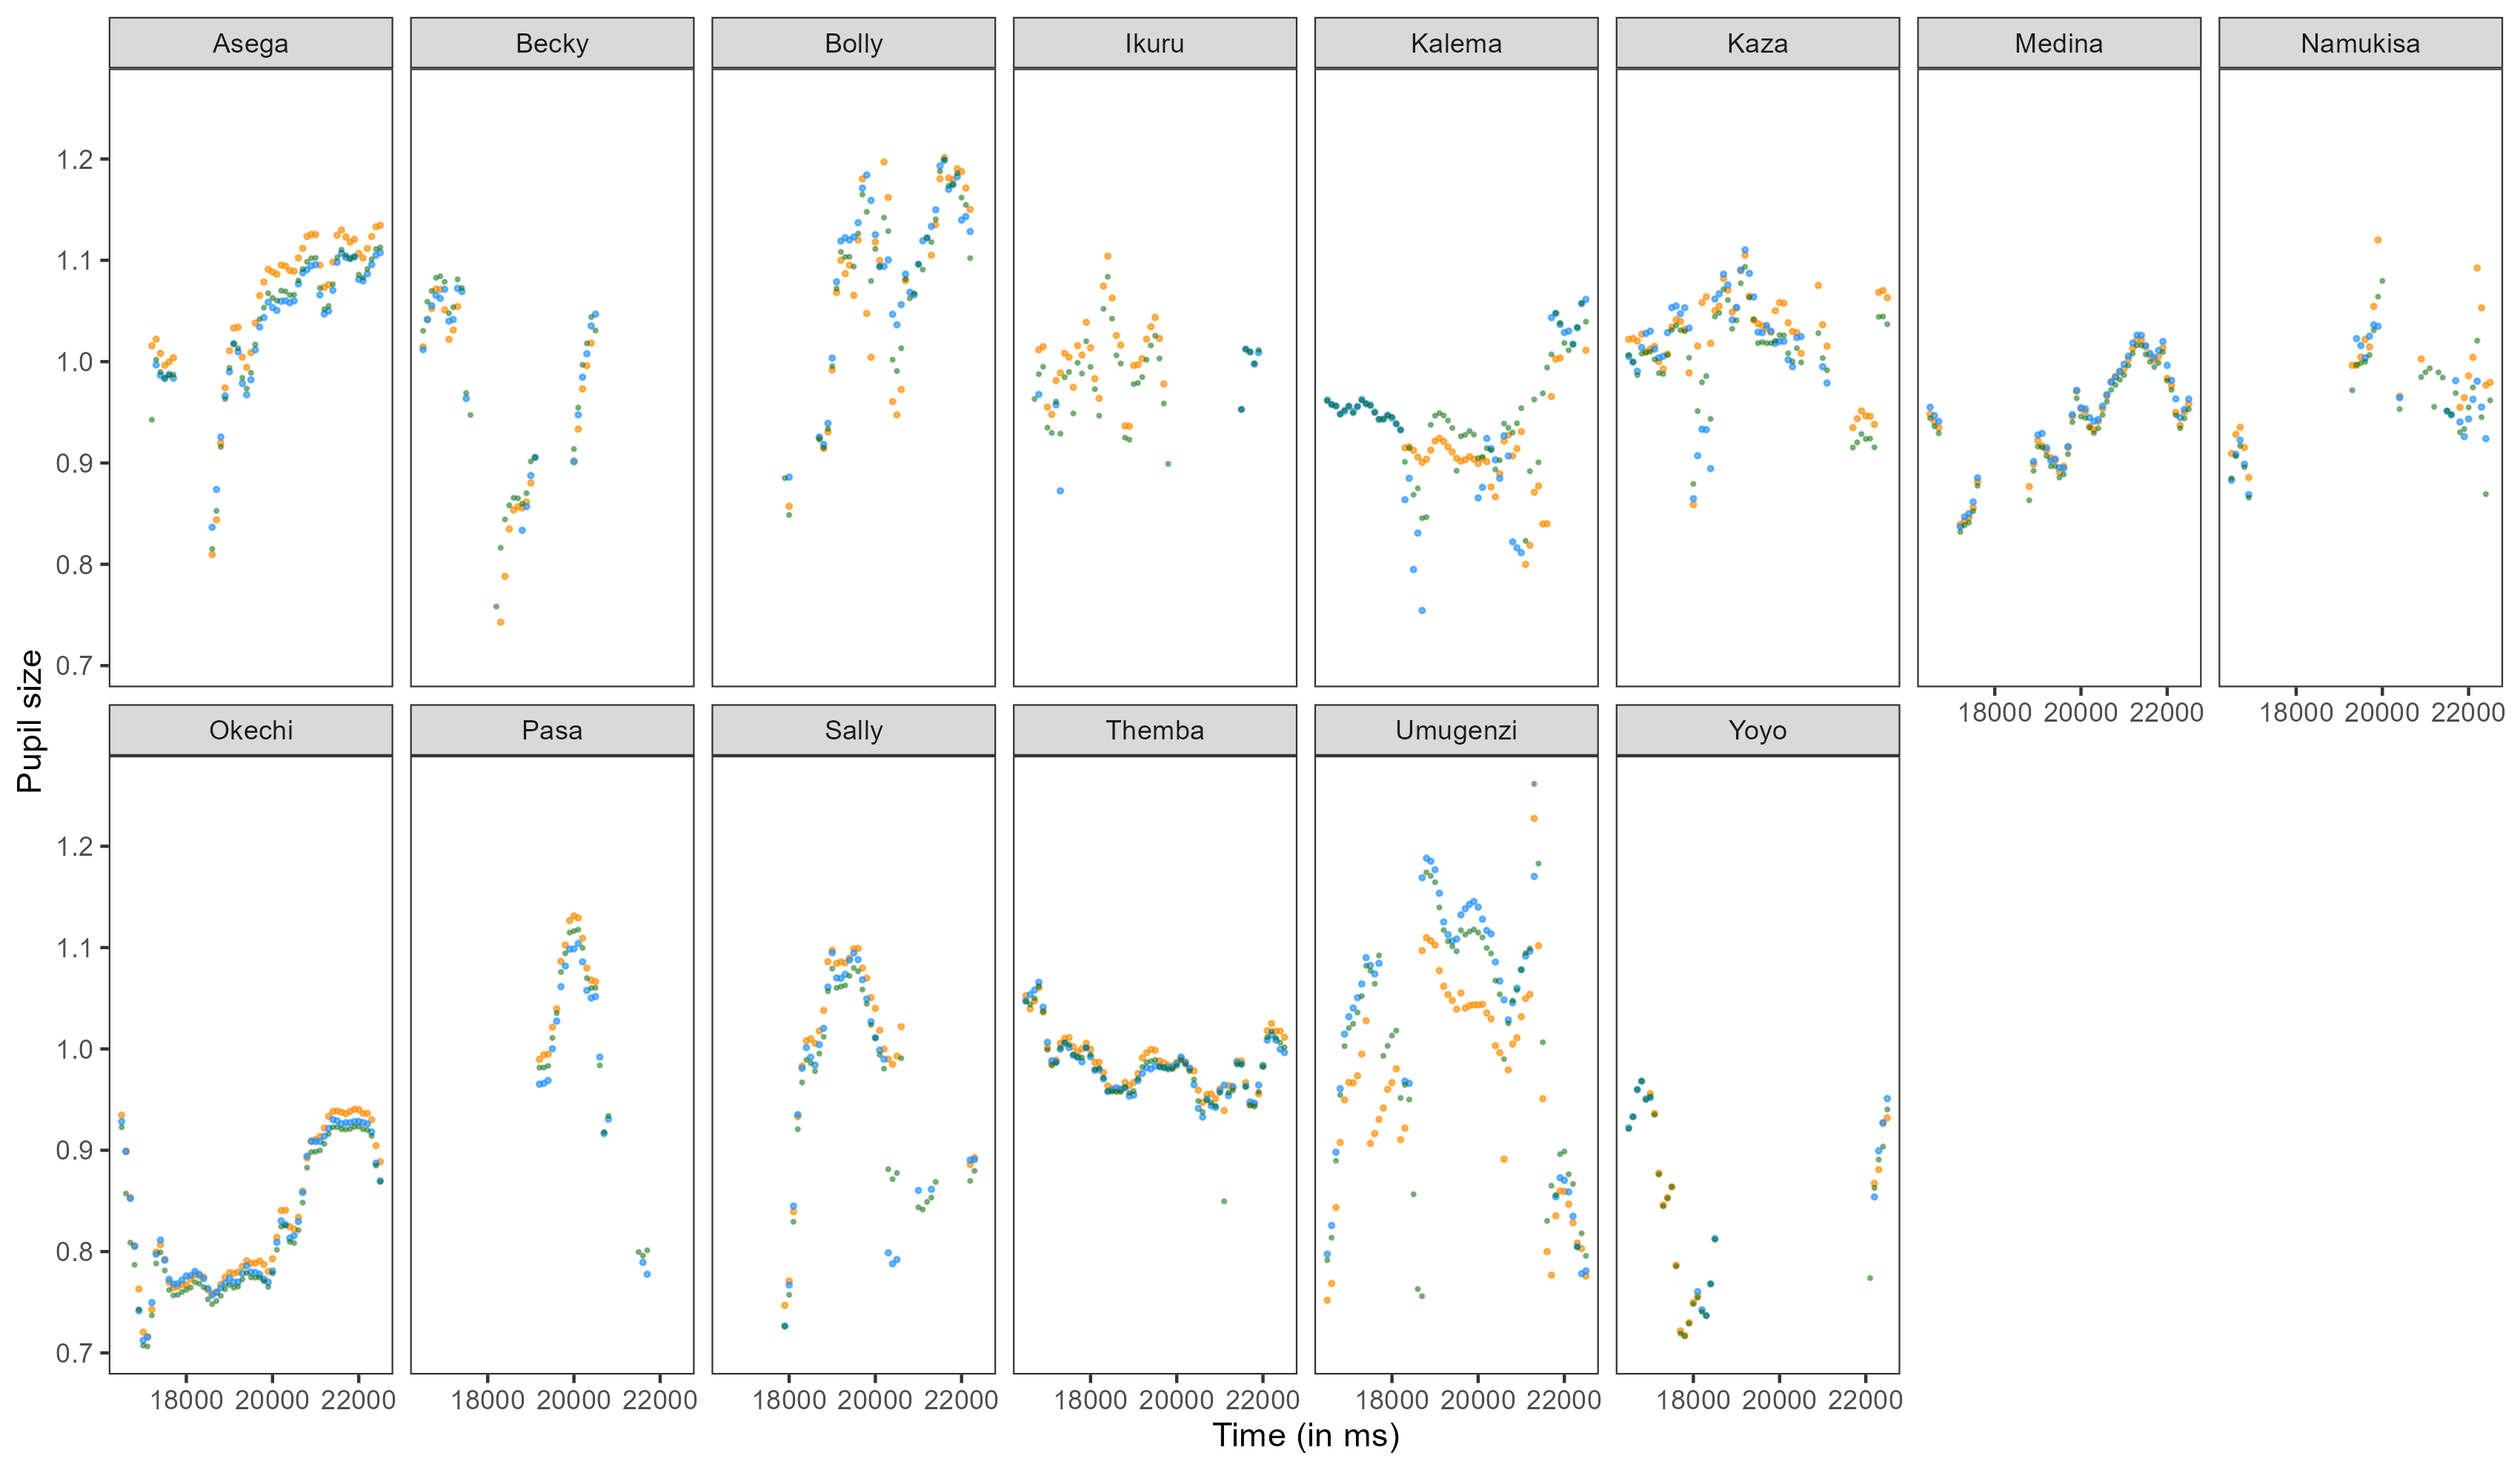 Asega Becky Bolly Ikuru Kalema Kaza Medina Namukisa
1.2
1.1
1.0
0.9
0.8
0.7
18000 20000 22000 18000 20000 22000
Pupil size
Okechi Pasa Sally Themba Umugenzi Yoyo
1.2
1.1
1.0
0.9
0.8
0.7
18000 20000 22000 18000 20000 22000 18000 20000 22000 18000 20000 22000 18000 20000 22000 18000 20000 22000
Time (in ms)